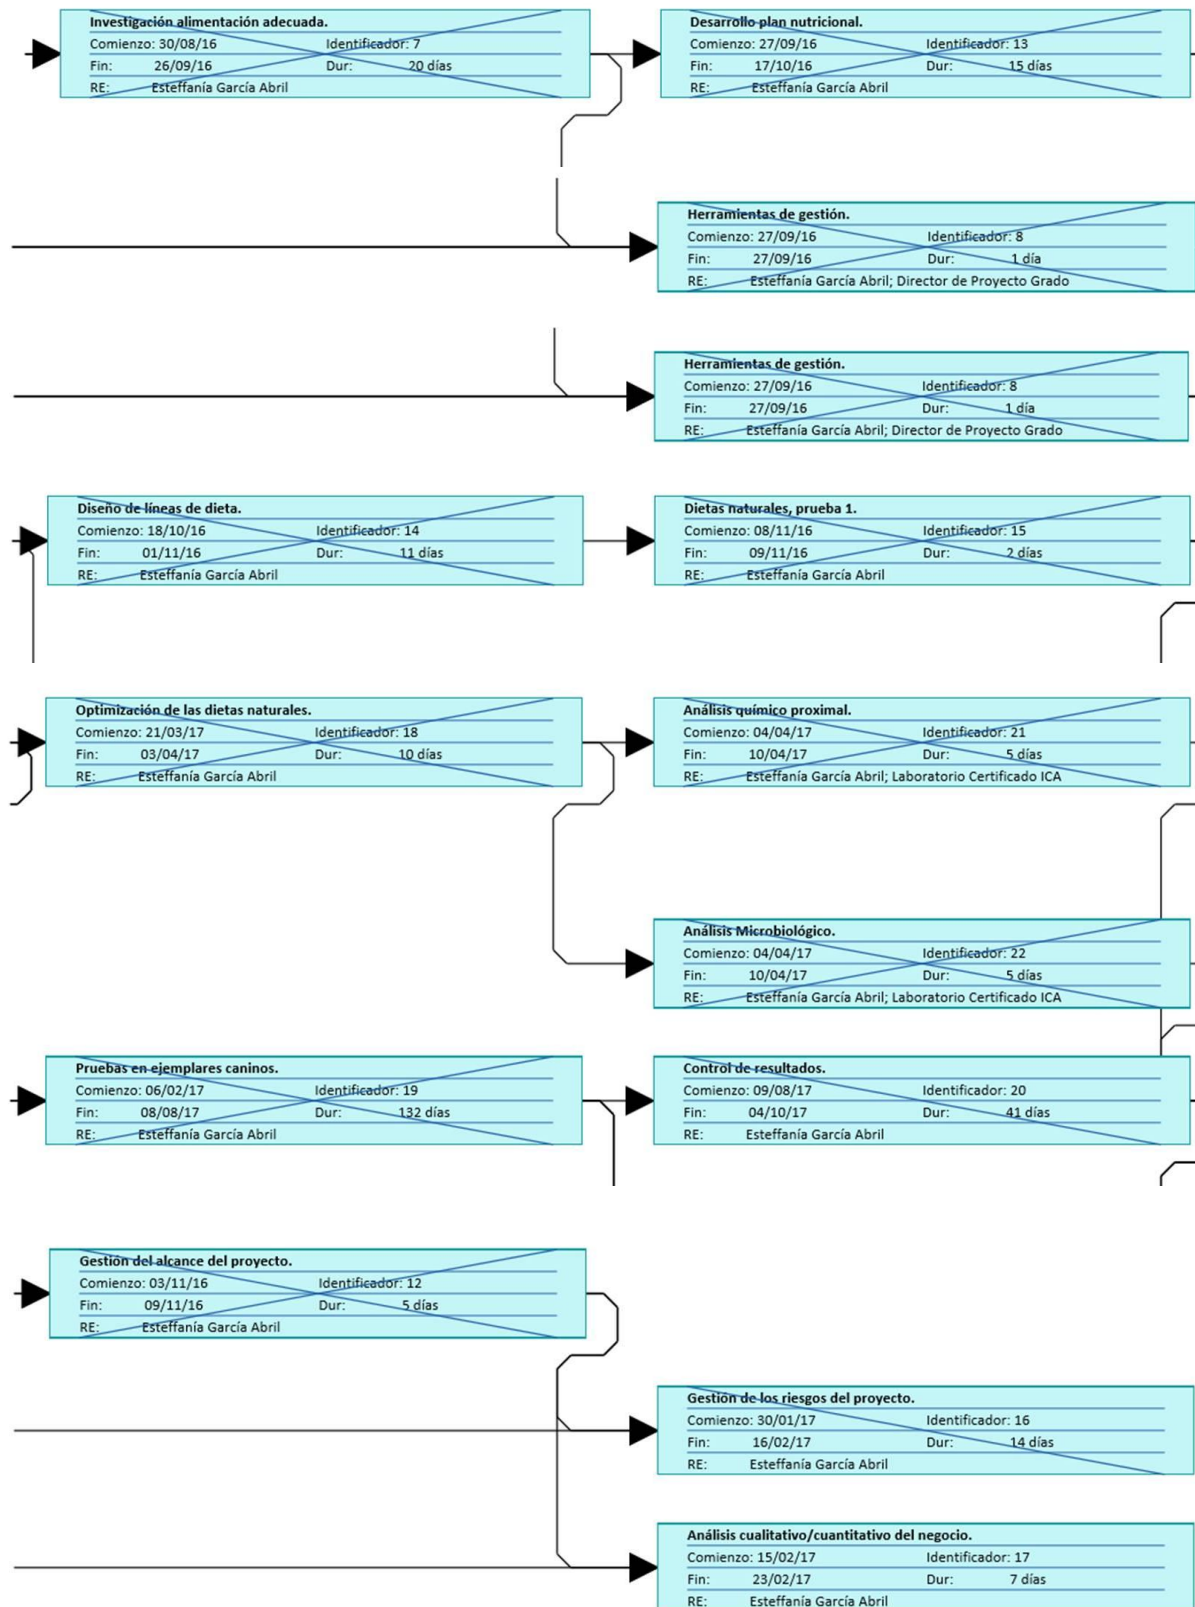 Investigación alimentación adecuada.
Comienzo: 30/08/16 Identificador: 7
Fin: 26/09/16 Dur: 20 días
RE: Esteffanía García Abril
Desarrollo plan nutricional.
Comienzo: 27/09/16 Identificador: 13
Fin: 17/10/16 Dur: 15 días
RE: Esteffanía García Abril
Herramientas de gestión.
Comienzo: 27/09/16 Identificador: 8
Fin: 27/09/16 Dur: 1 día
RE: Esteffanía García Abril; Director de Proyecto Grado
Herramientas de gestión.
Comienzo: 27/09/16 Identificador: 8
Fin: 27/09/16 Dur: 1 día
RE: Esteffanía García Abril; Director de Proyecto Grado
Diseño de líneas de dieta.
Comienzo: 18/10/16 Identificador: 14
Fin: 01/11/16 Dur: 11 días
RE: Esteffanía García Abril
Dietas naturales, prueba 1.
Comienzo: 08/11/16 Identificador: 15
Fin: 09/11/16 Dur: 2 días
RE: Esteffanía García Abril
Optimización de las dietas naturales.
Comienzo: 21/03/17 Identificador: 18
Fin: 03/04/17 Dur: 10 días
RE: Esteffanía García Abril
Análisis químico proximal.
Comienzo: 04/04/17 Identificador: 21
Fin: 10/04/17 Dur: 5 días
RE: Esteffanía García Abril; Laboratorio Certificado ICA
Análisis Microbiológico.
Comienzo: 04/04/17 Identificador: 22
Fin: 10/04/17 Dur: 5 días
RE: Esteffanía García Abril; Laboratorio Certificado ICA
Pruebas en ejemplares caninos.
Comienzo: 06/02/17 Identificador: 19
Fin: 08/08/17 Dur: 132 días
RE: Esteffanía García Abril
Control de resultados.
Comienzo: 09/08/17 Identificador: 20
Fin: 04/10/17 Dur: 41 días
RE: Esteffanía García Abril
Gestión del alcance del proyecto.
Comienzo: 03/11/16 Identificador: 12
Fin: 09/11/16 Dur: 5 días
RE: Esteffanía García Abril
Gestión de los riesgos del proyecto.
Comienzo: 30/01/17 Identificador: 16
Fin: 16/02/17 Dur: 14 días
RE: Esteffanía García Abril
Análisis cualitativo/cuantitativo del negocio.
Comienzo: 15/02/17 Identificador: 17
Fin: 23/02/17 Dur: 7 días
RE: Esteffanía García Abril